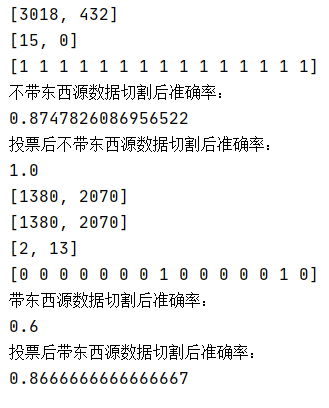 [3018, 432]
[15, 0]
[1 1 1 1 1 1 1 1 1 1 1 1 1 1 1]
不带东西源数据切割后准确率：
0.8747826086956522
投票后不带东西源数据切割后准确率：
1.0
[1380, 2070]
[1380, 2070]
[2, 13]
[0 0 0 0 0 0 0 1 0 0 0 0 0 1 0]
带东西源数据切割后准确率：
0.6
投票后带东西源数据切割后准确率：
0.8666666666666667